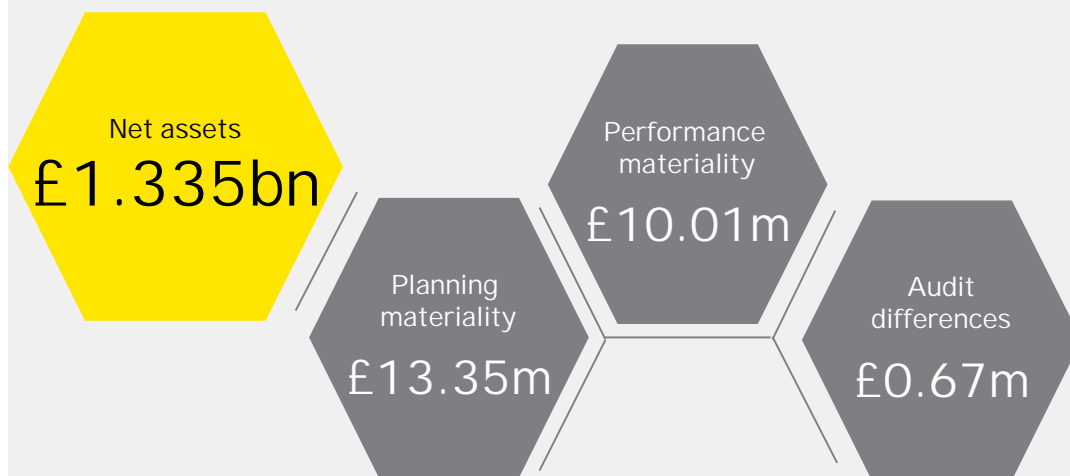 Net assets
£1.335bn
Planning
materiality
£13.35m
Performance
materiality
£10.01m
Audit
differences
£0.67m